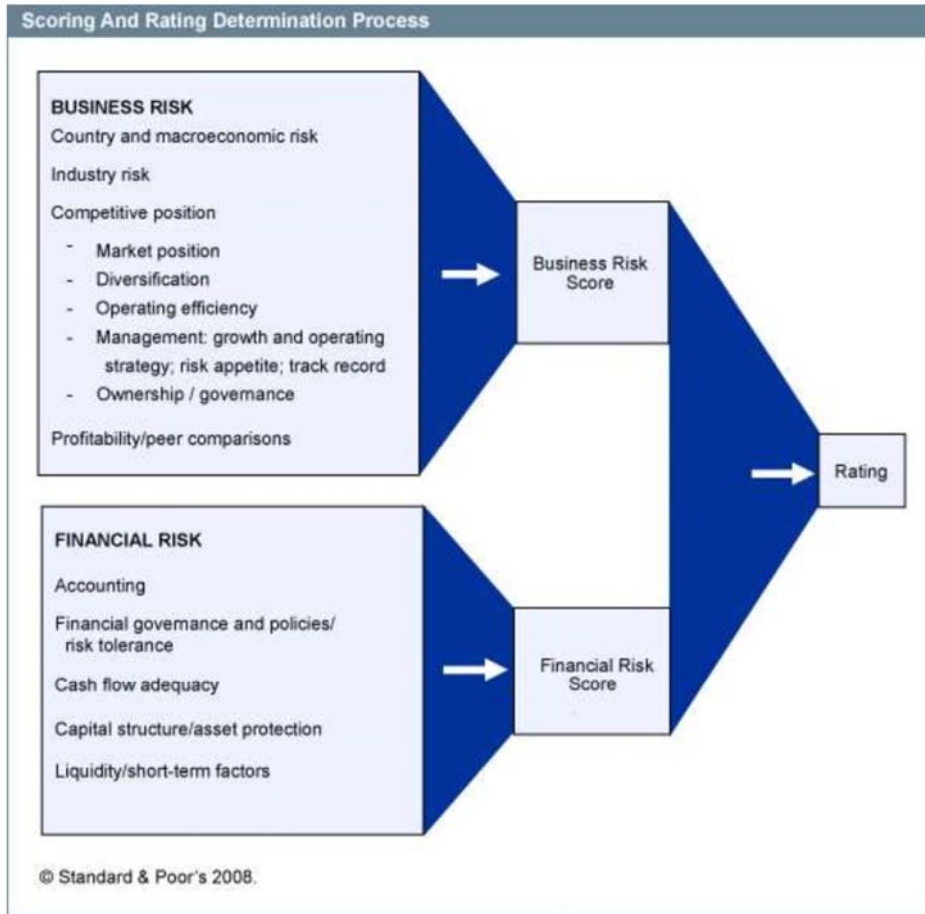 Scoring And Rating Determination Process
BUSINESS RISK
Country and macroeconomic risk
Industry risk
Competitive position
- Market position
- Diversification
- Operating efficiency
- Management: growth and operating
strategy; risk appetite; track record
- Ownership / governance
Profitability/peer comparisons
Business Risk
Score
Rating
FINANCIAL RISK
Accounting
Financial governance and policies/
risk tolerance
Cash flow adequacy
Capital structure/asset protection
Liquidity/short-term factors
Financial Risk
Score
© Standard & Poor's 2008.